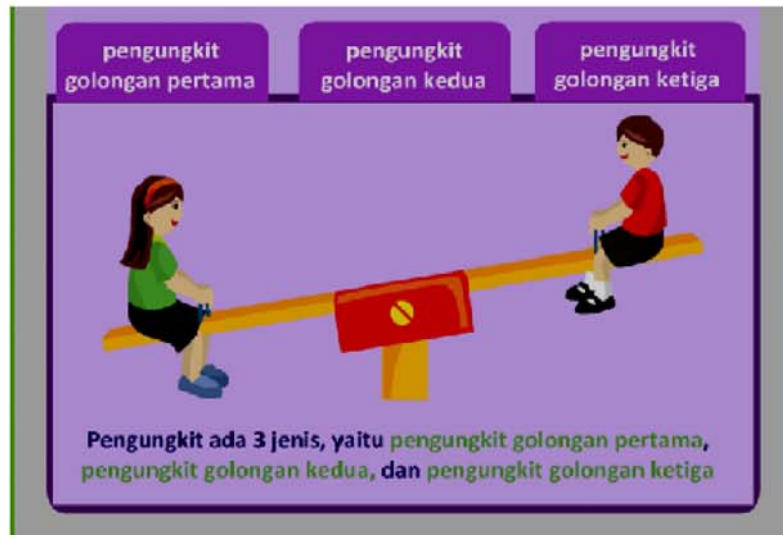 pengungkit
golongan pertama
pengungkit
golongan kedua
pengungkit
golongan ketiga
Pengungkit ada 3 jenis, yaitu pengungkit golongan pertama,
pengungkit golongan kedua, dan pengungkit golongan ketiga